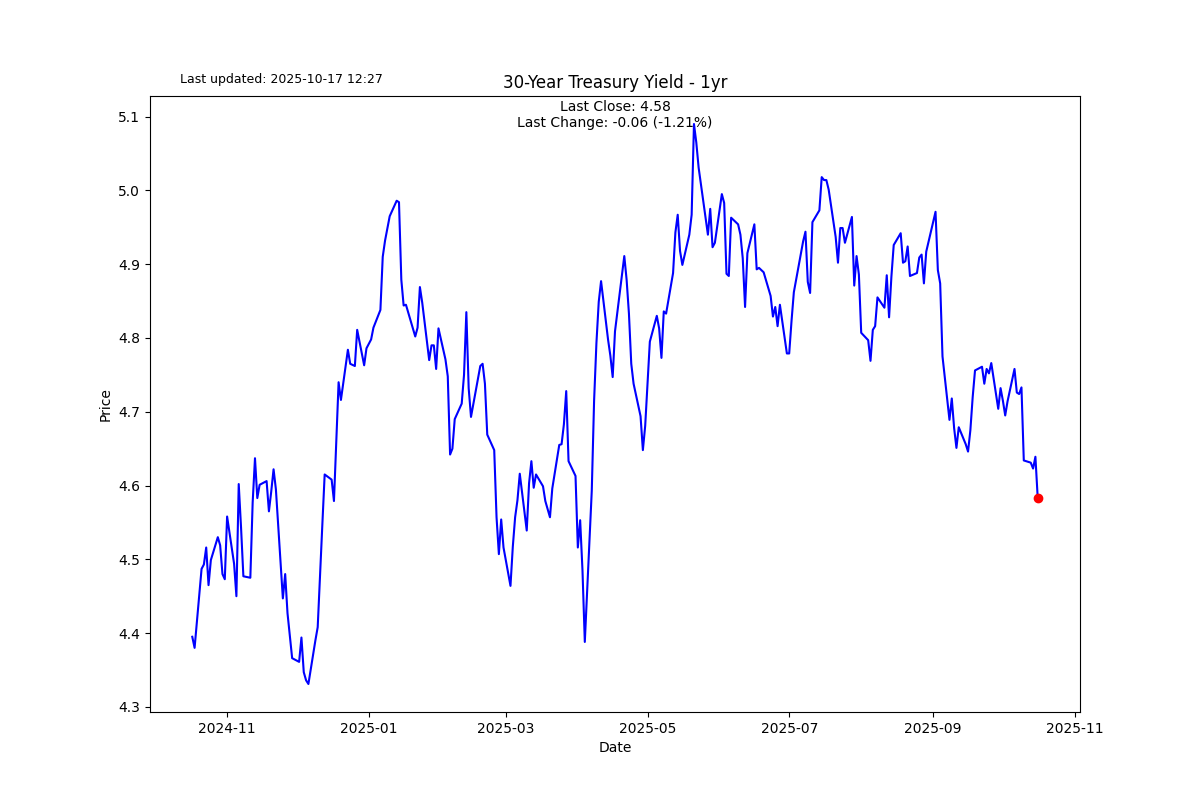 Last updated: 2025-10-17 12:27
30-Year Treasury Yield - 1yr
Last Close: 4.58
Last Change: -0.06 (-1.21%)
Price
5.1
5.0
4.9
4.8
4.7
4.6
4.5
4.4
4.3
2024-11
2025-01
2025-03
2025-05
2025-07
2025-09
2025-11
Date